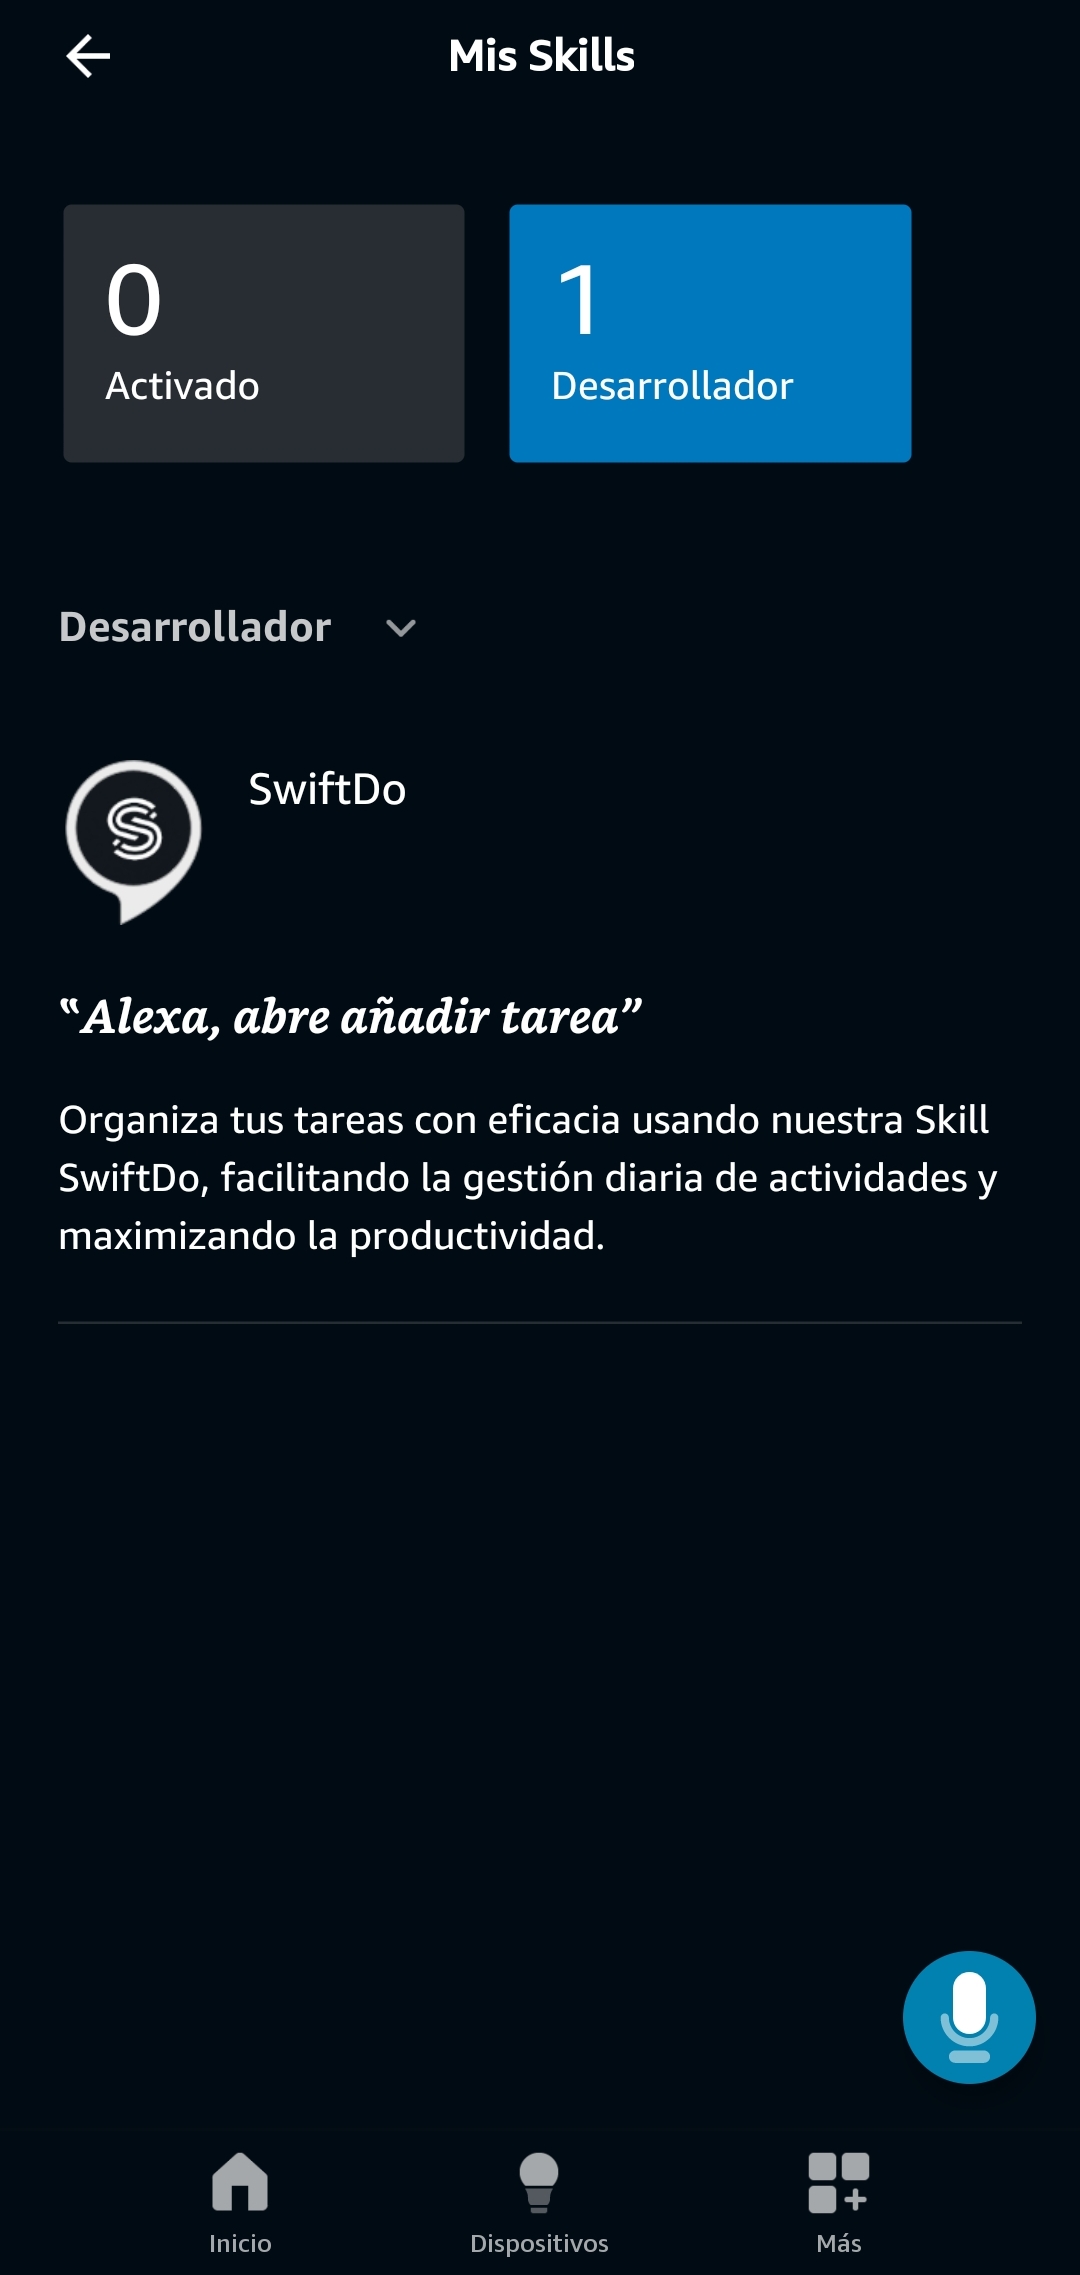 Mis Skills
0
Activado
1
Desarrollador
Desarrollador
S
SwiftDo
“Alexa, abre añadir tarea”
Organiza tus tareas con eficacia usando nuestra Skill
SwiftDo, facilitando la gestión diaria de actividades y
maximizando la productividad.
Inicio
Dispositivos
Más